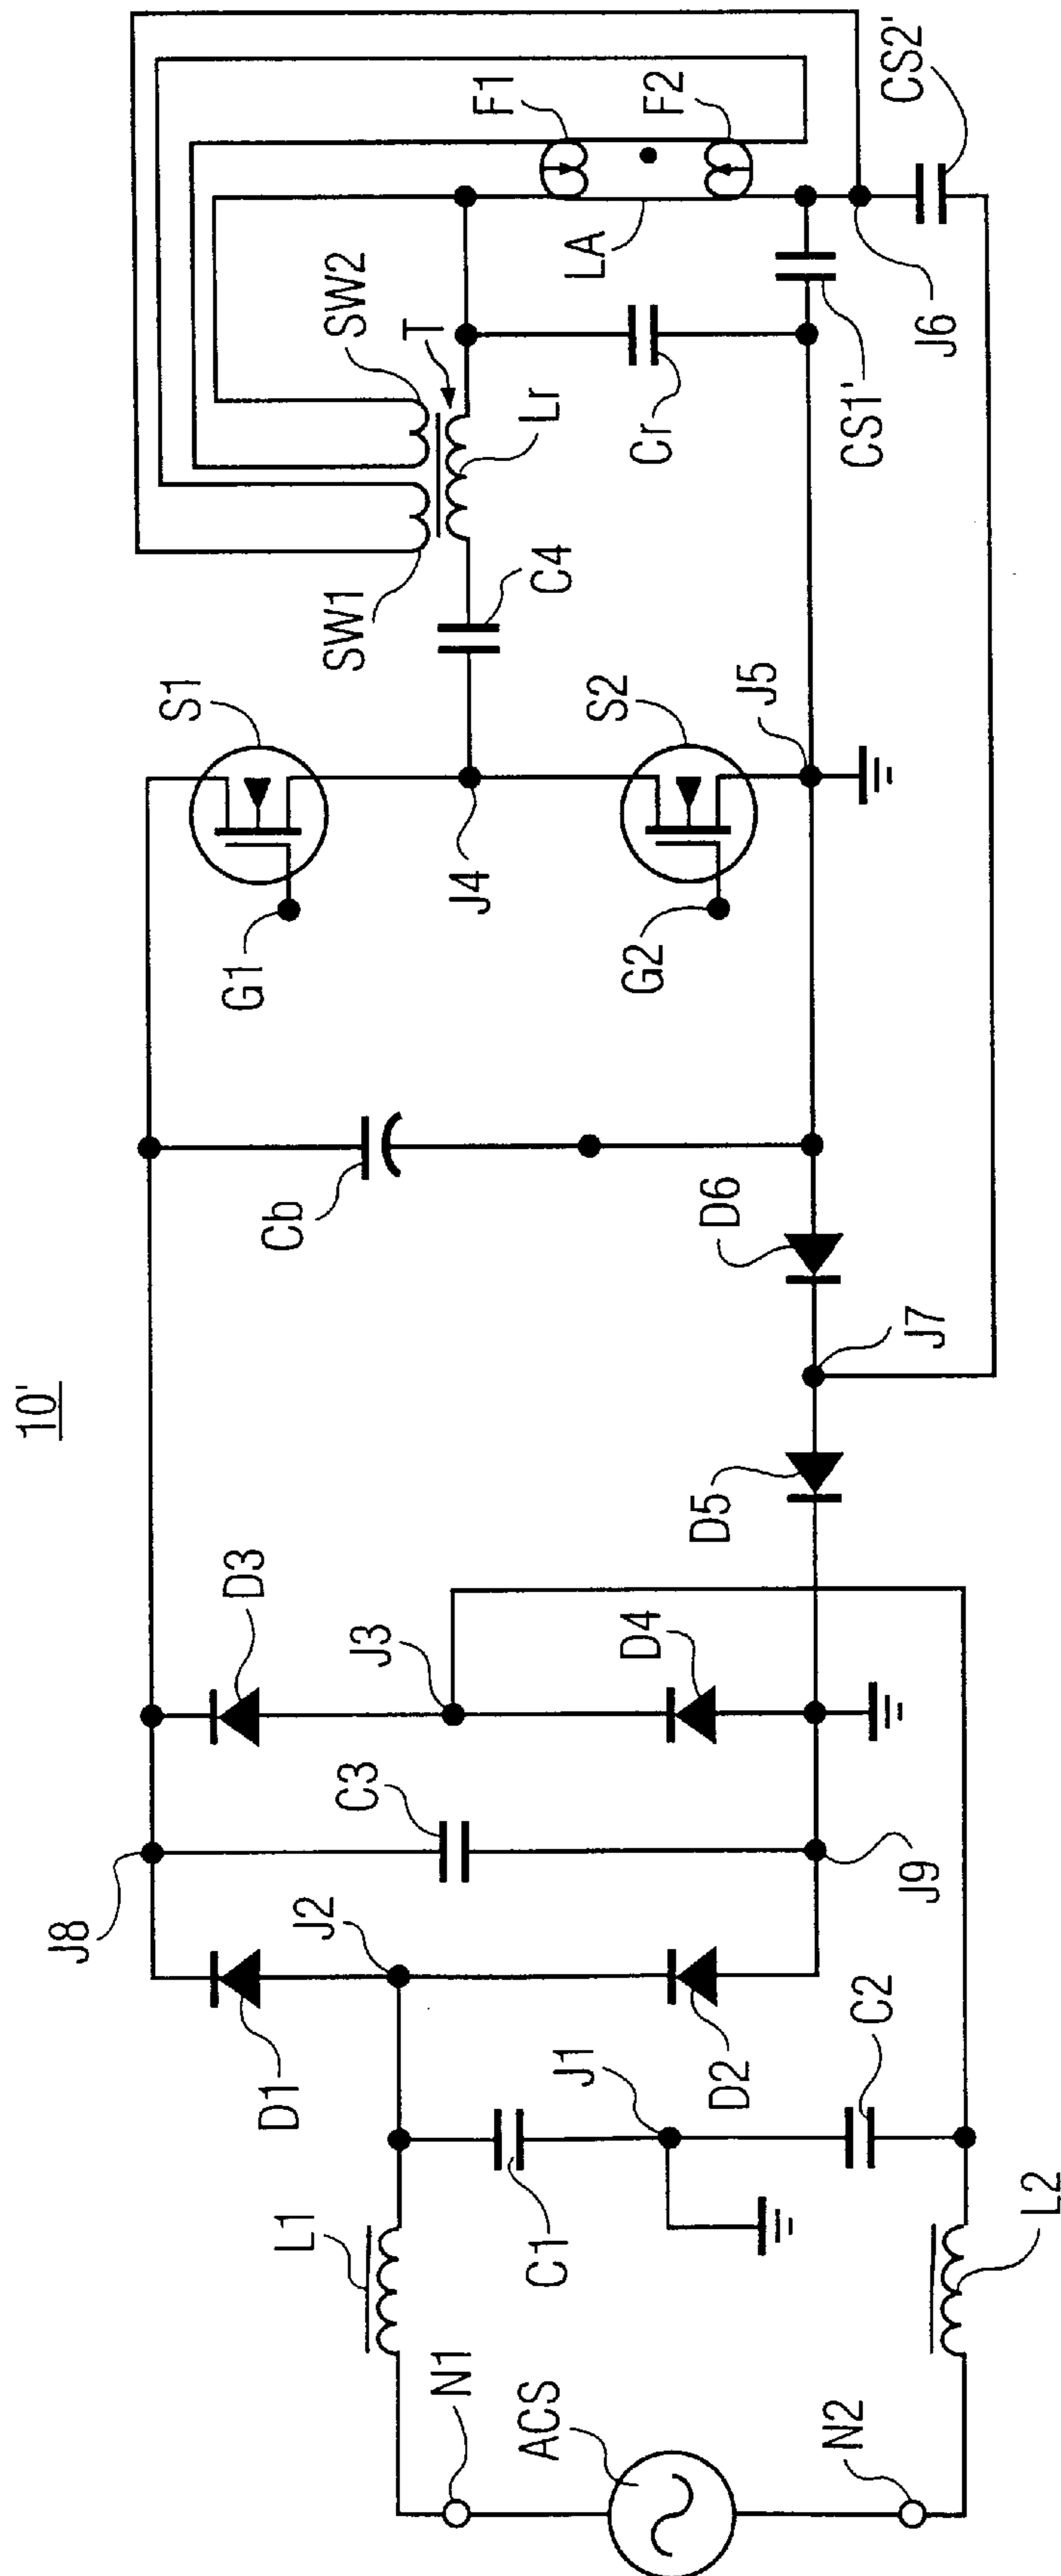 10'
ACS
N1
N2
L1
L2
C1
C2
J1
J2
D1
D2
J8
C3
J9
J3
D3
D4
D5
J7
D6
Cb
G1
S1
J4
G2
S2
J5
C4
SW1
SW2
T
Lr
Cr
LA
F1
F2
CS1'
J6
CS2'